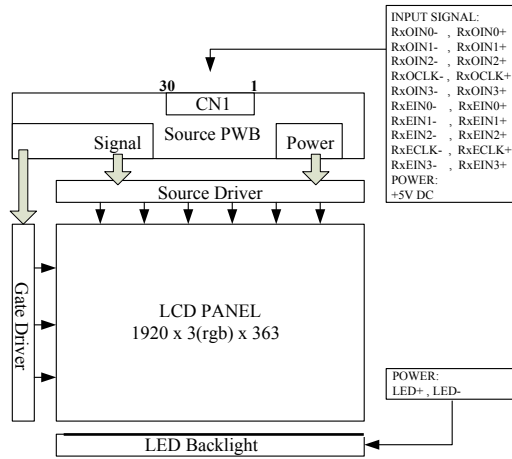 INPUT SIGNAL:
RxOIN0- , RxOIN0+
RxOIN1- , RxOIN1+
RxOIN2- , RxOIN2+
RxOCLK- , RxOCLK+
RxOIN3- , RxOIN3+
RxEIN0- , RxEIN0+
RxEIN1- , RxEIN1+
RxEIN2- , RxEIN2+
RxECLK- , RxECLK+
RxEIN3- , RxEIN3+
POWER:
+5V DC
30 1
CN1
Source PWB
Signal
Power
Source Driver
Gate Driver
LCD PANEL
1920 x 3(rgb) x 363
POWER:
LED+ , LED-
LED Backlight